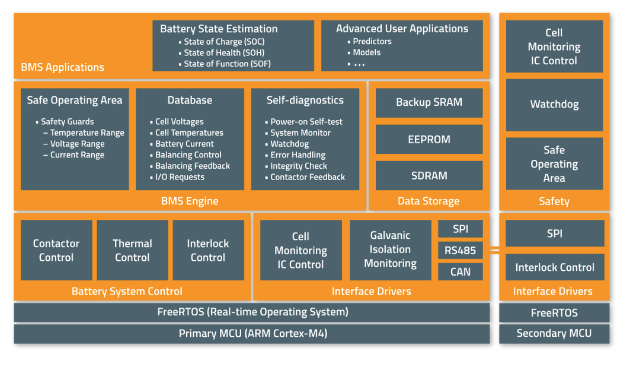 BMS Applications
Battery State Estimation
• State of Charge (SOC)
• State of Health (SOH)
• State of Function (SOF)
Advanced User Applications
• Predictors
• Models
• ...
Safe Operating Area
• Safety Guards
– Temperature Range
– Voltage Range
– Current Range
Database
• Cell Voltages
• Cell Temperatures
• Battery Current
• Balancing Control
• Balancing Feedback
• I/O Requests
Self-diagnostics
• Power-on Self-test
• System Monitor
• Watchdog
• Error Handling
• Integrity Check
• Contactor Feedback
BMS Engine
Backup SRAM
EEPROM
SDRAM
Data Storage
Contactor
Control
Thermal
Control
Interlock
Control
Battery System Control
Cell
Monitoring
IC Control
Galvanic
Isolation
Monitoring
SPI
RS485
CAN
Interface Drivers
FreeRTOS (Real-time Operating System)
Primary MCU (ARM Cortex-M4)
Cell
Monitoring
IC Control
Watchdog
Safe
Operating
Area
Safety
SPI
Interlock Control
Interface Drivers
FreeRTOS
Secondary MCU